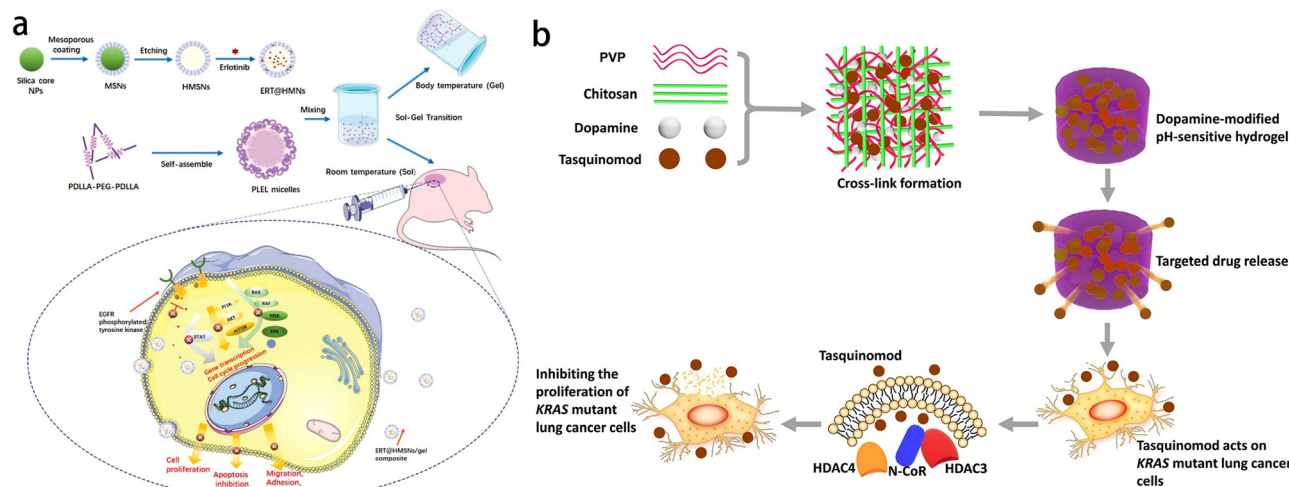 a
Mesoporous
coating
Etching
Erlotinib
Silica core
NPs
MSNs
HMSNs
ERT@HMNs
Body temperature (Gel)
Mixing
Sol-Gel Transition
Self-assemble
PDLLA-PEG-PDLLA
PLEL micelles
Room temperature (Sol)
EGFR
phosphorylated
tyrosine kinase
RAS
RAF
MEK
ERK
PI3K
AKT
mTOR
STAT
Gene transcription
Cell cycle progression
Cell
proliferation
Apoptosis
inhibition
Migration,
Adhesion,
ERT@HMSNs/gel
composite
b
PVP
Chitosan
Dopamine
Tasquinomod
Cross-link formation
Dopamine-modified
pH-sensitive hydrogel
Targeted drug release
Tasquinomod acts on
KRAS mutant lung cancer
cells
Tasquinomod
HDAC4
N-CoR
HDAC3
Inhibiting the
proliferation of
KRAS mutant
lung cancer cells